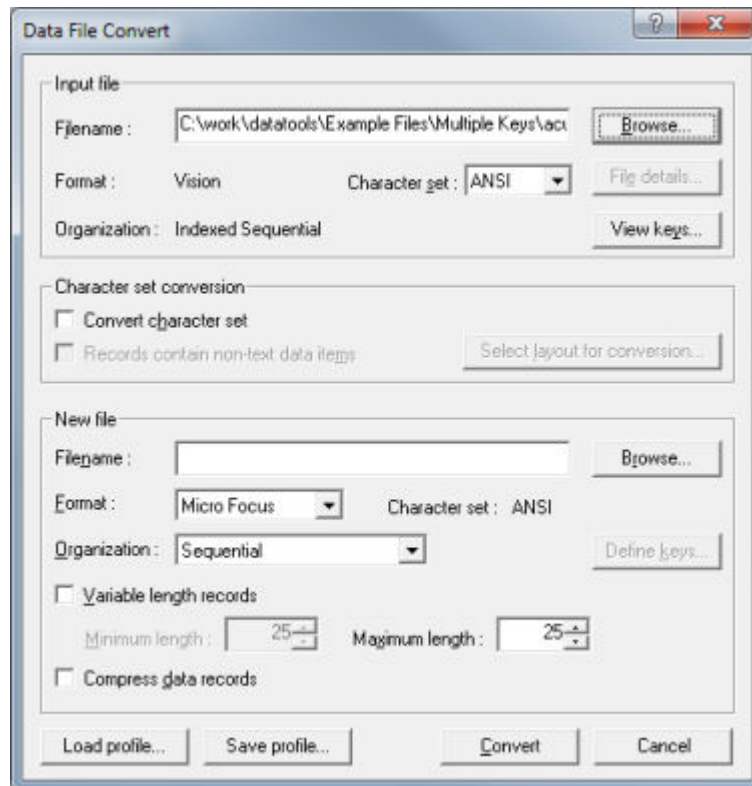 Data File Convert
Input file
Filename : C:\work\datatools\Example Files\Multiple Keys\acu Browse...
Format : Vision Character set : ANSI File details...
Organization : Indexed Sequential View keys...
Character set conversion
Convert character set
Records contain non-text data items Select layout for conversion...
New file
Filename : Browse...
Format : Micro Focus Character set : ANSI
Organization : Sequential Define keys...
Variable length records
Minimum length : 25 Maximum length : 25
Compress data records
Load profile... Save profile... Convert Cancel